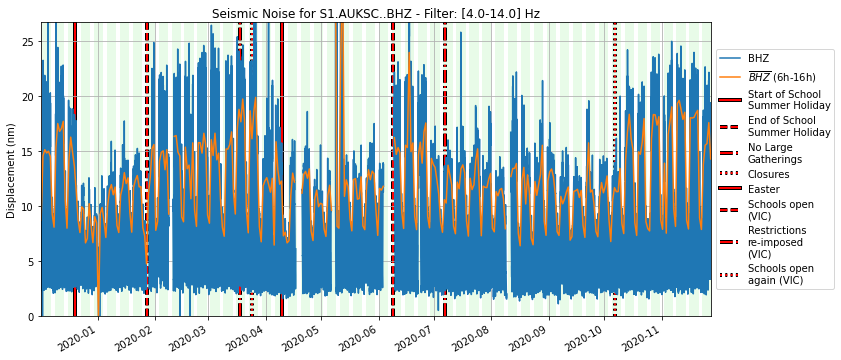 Seismic Noise for S1.AUKSC..BHZ - Filter: [4.0-14.0] Hz
Displacement (nm)
25
20
15
10
5
0
2020-01
2020-02
2020-03
2020-04
2020-05
2020-06
2020-07
2020-08
2020-09
2020-10
2020-11
BHZ
BHZ (6h-16h)
Start of School
Summer Holiday
End of School
Summer Holiday
No Large
Gatherings
Closures
Easter
Schools open
(VIC)
Restrictions
re-imposed
(VIC)
Schools open
again (VIC)